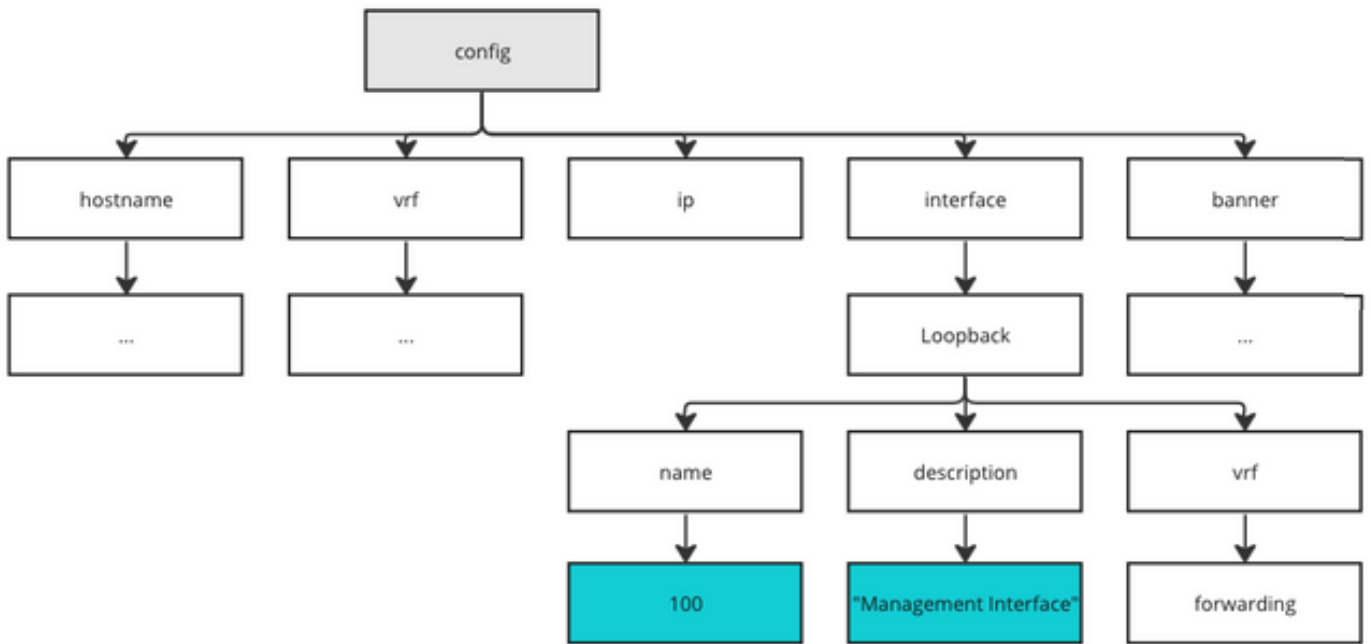 config
hostname
vrf
ip
interface
banner
...
...
Loopback
...
name
description
vrf
100
"Management Interface"
forwarding